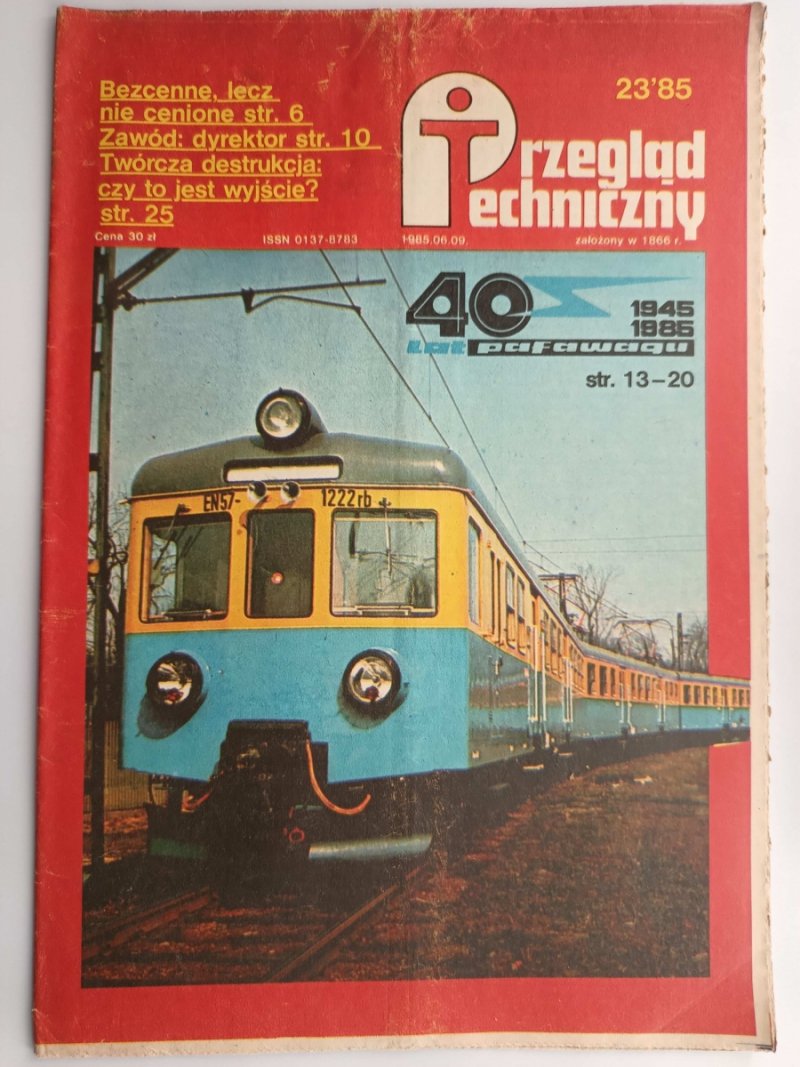 Bezcenne, lecz
nie cenione str. 6
Zawód: dyrektor str. 10
Twórcza destrukcja:
czy to jest wyjście?
str. 25
23'85
Przegląd
Techniczny
Cena 30 zł
ISSN 0137-8783
1985.06.09.
założony w 1866 r.
40
1945
1985
lat pafawagu
str. 13-20
EN57-
1222rb